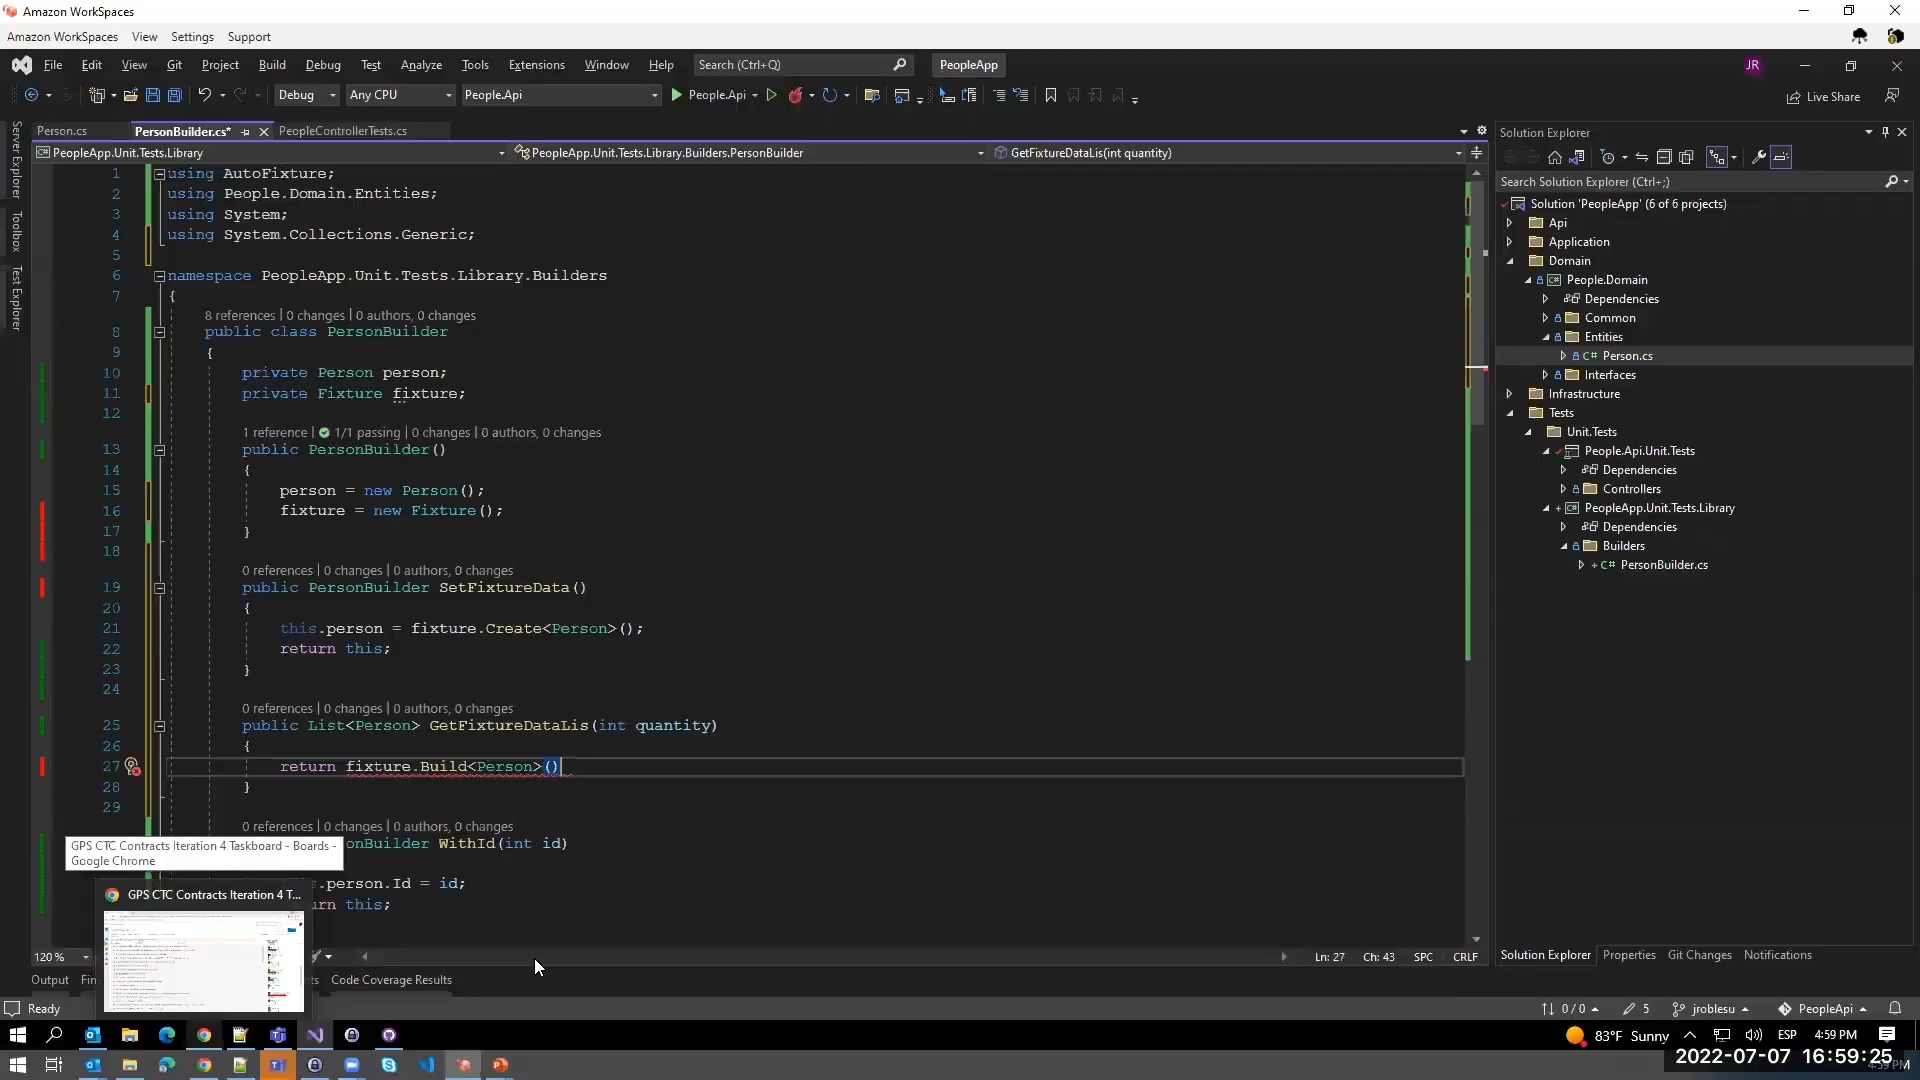 Amazon WorkSpaces
Amazon WorkSpaces View Settings Support
File Edit View Git Project Build Debug Test Analyze Tools Extensions Window Help Search (Ctrl+Q) PeopleApp JR
Debug Any CPU People.Api People.Api Live Share
Server Explorer
Toolbox
Test Explorer
Person.cs PersonBuilder.cs* PeopleControllerTests.cs
PeopleApp.Unit.Tests.Library PeopleApp.Unit.Tests.Library.Builders.PersonBuilder GetFixtureDataLis(int quantity)
1 using AutoFixture;
2 using People.Domain.Entities;
3 using System;
4 using System.Collections.Generic;
5
6 namespace PeopleApp.Unit.Tests.Library.Builders
7 {
8 references | 0 changes | 0 authors, 0 changes
8 public class PersonBuilder
9 {
10 private Person person;
11 private Fixture fixture;
12
1 reference | 1/1 passing | 0 changes | 0 authors, 0 changes
13 public PersonBuilder()
14 {
15 person = new Person();
16 fixture = new Fixture();
17 }
18
0 references | 0 changes | 0 authors, 0 changes
19 public PersonBuilder SetFixtureData()
20 {
21 this.person = fixture.Create<Person>();
22 return this;
23 }
24
0 references | 0 changes | 0 authors, 0 changes
25 public List<Person> GetFixtureDataLis(int quantity)
26 {
27 return fixture.Build<Person>()
28 }
29
0 references | 0 changes | 0 authors, 0 changes
onBuilder WithId(int id)
.person.Id = id;
urn this;
GPS CTC Contracts Iteration 4 Taskboard - Boards -
Google Chrome
GPS CTC Contracts Iteration 4 T...
120 % Ln: 27 Ch: 43 SPC CRLF
Output Fin ts Code Coverage Results
Solution Explorer
Search Solution Explorer (Ctrl+;)
Solution 'PeopleApp' (6 of 6 projects)
Api
Application
Domain
People.Domain
Dependencies
Common
Entities
C# Person.cs
Interfaces
Infrastructure
Tests
Unit.Tests
People.Api.Unit.Tests
Dependencies
Controllers
PeopleApp.Unit.Tests.Library
Dependencies
Builders
C# PersonBuilder.cs
Solution Explorer Properties Git Changes Notifications
Ready 0 / 0 5 jroblesu PeopleApi
83°F Sunny ESP 4:59 PM
2022-07-07 16:59:25